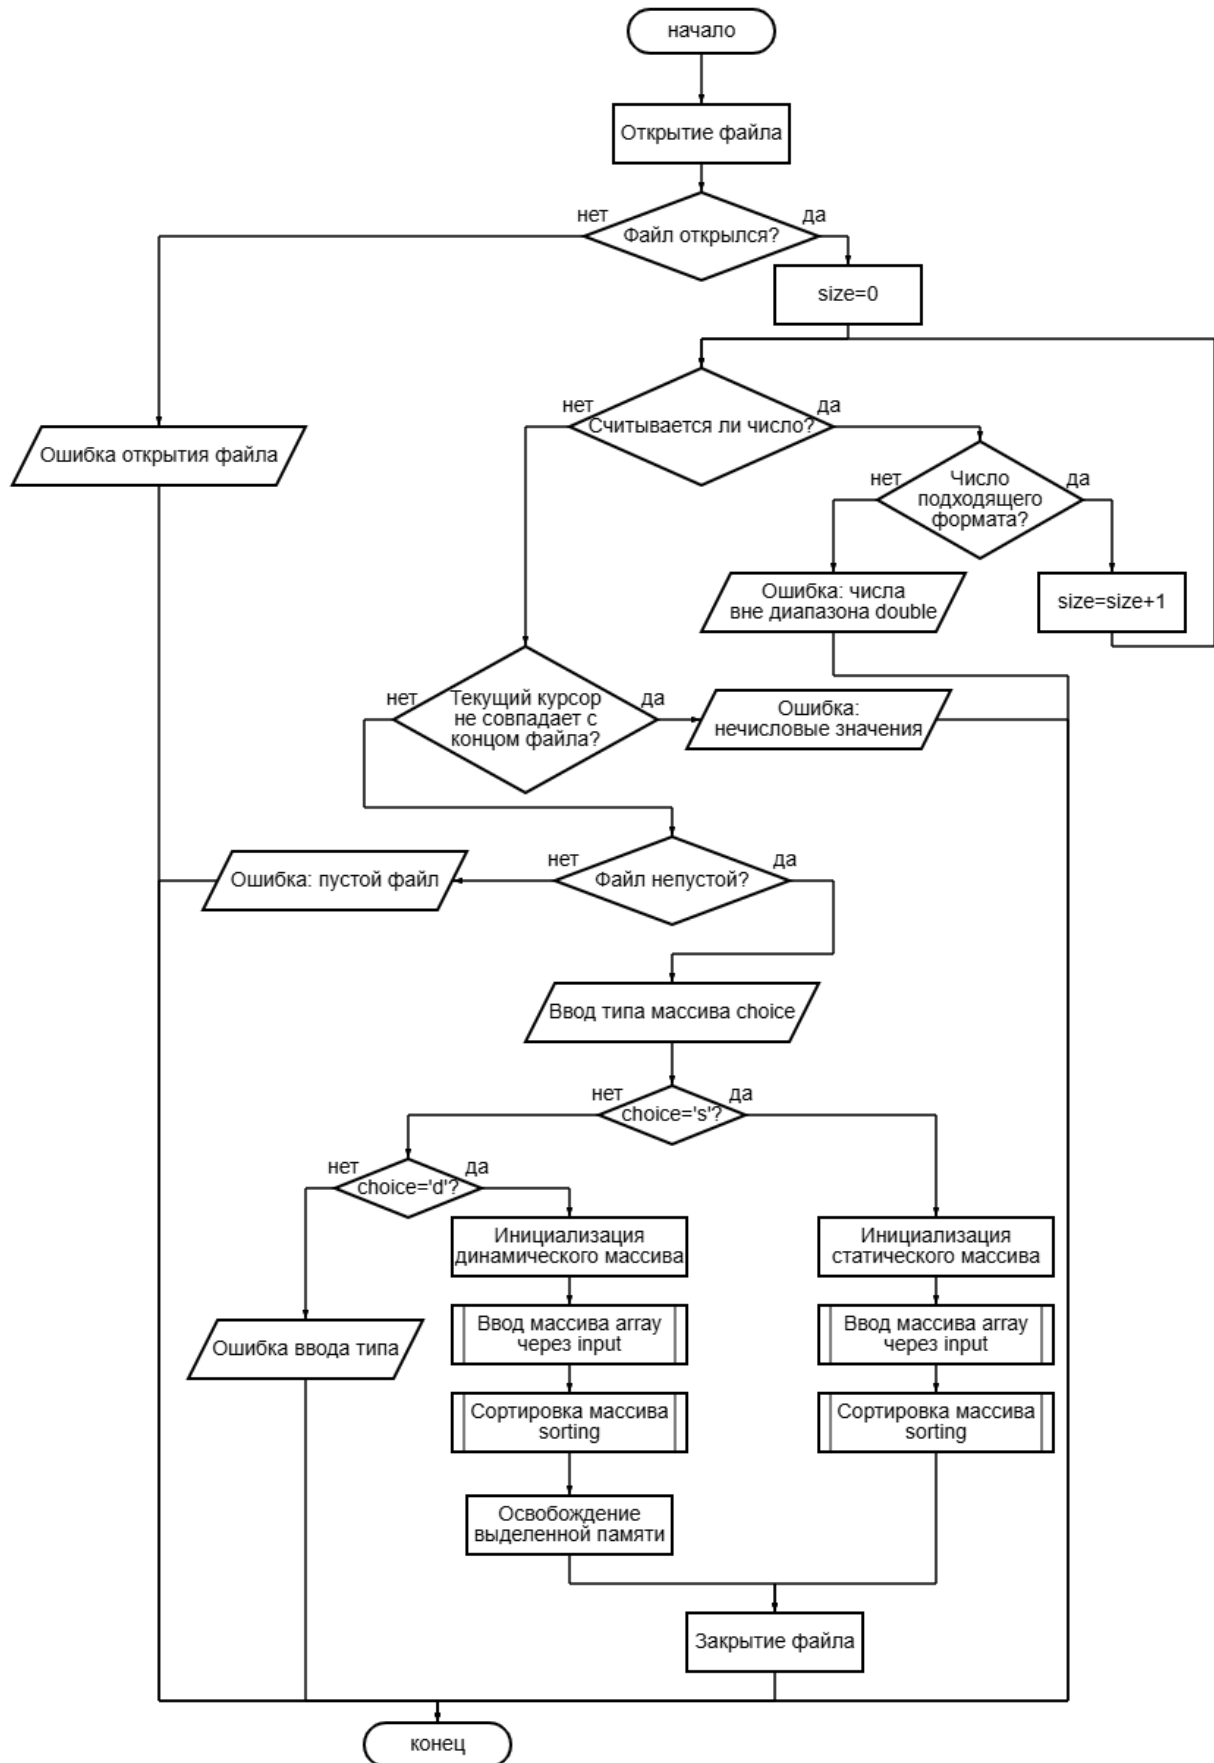 начало
Открытие файла
нет
да
Файл открылся?
size=0
нет
да
Считывается ли число?
Ошибка открытия файла
нет
да
Число
подходящего
формата?
Ошибка: числа
вне диапазона double
size=size+1
нет
да
Текущий курсор
не совпадает с
концом файла?
Ошибка:
нечисловые значения
нет
да
Ошибка: пустой файл
Файл непустой?
Ввод типа массива choice
нет
да
choice='s'?
нет
да
choice='d'?
Инициализация
динамического массива
Инициализация
статического массива
Ввод массива array
через input
Ввод массива array
через input
Ошибка ввода типа
Сортировка массива
sorting
Сортировка массива
sorting
Освобождение
выделенной памяти
Закрытие файла
конец